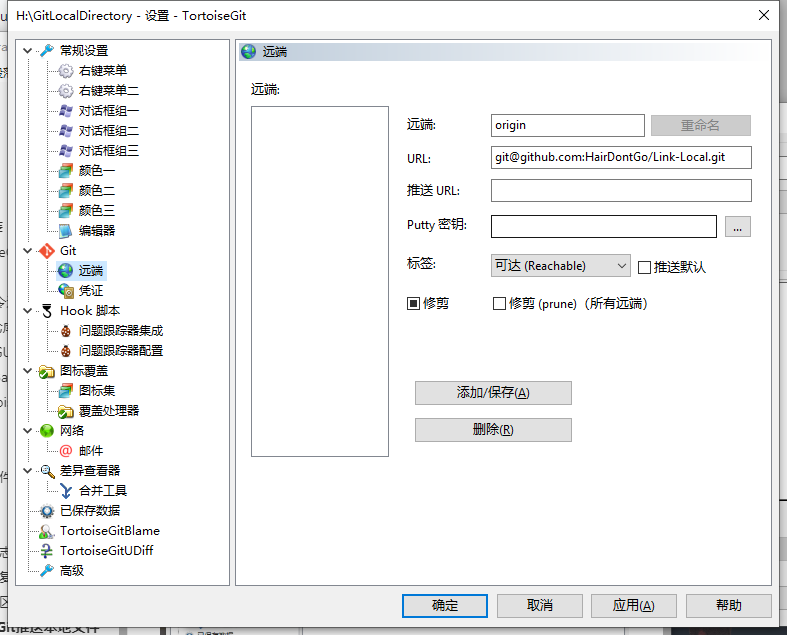 H:\GitLocalDirectory - 设置 - TortoiseGit
常规设置
右键菜单
右键菜单二
对话框组一
对话框组二
对话框组三
颜色一
颜色二
颜色三
编辑器
Git
远端
凭证
Hook 脚本
问题跟踪器集成
问题跟踪器配置
图标覆盖
图标集
覆盖处理器
网络
邮件
差异查看器
合并工具
已保存数据
TortoiseGitBlame
TortoiseGitUDiff
高级
远端
远端:
远端: origin 重命名
URL: git@github.com:HairDontGo/Link-Local.git
推送 URL:
Putty 密钥: ...
标签: 可达 (Reachable) 推送默认
修剪 修剪 (prune)（所有远端）
添加/保存(A)
删除(R)
确定 取消 应用(A) 帮助